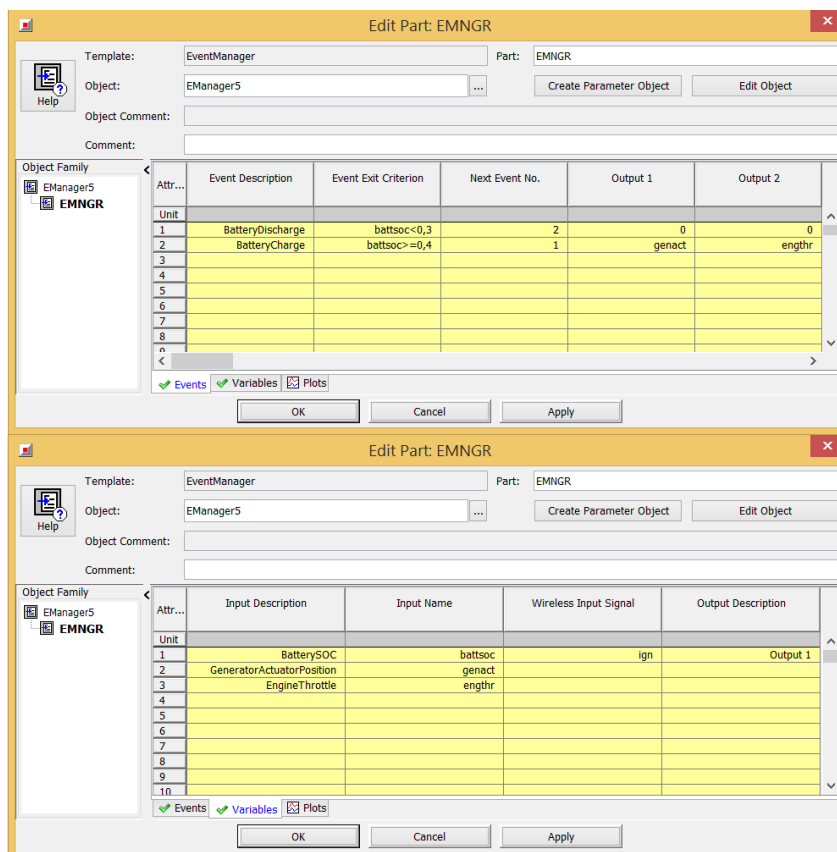 Edit Part: EMNGR
Template: EventManager Part: EMNGR
Help
Object: EManager5 ... Create Parameter Object Edit Object
Object Comment:
Comment:
Object Family
EManager5
EMNGR
Attr... Event Description Event Exit Criterion Next Event No. Output 1 Output 2
Unit
1 BatteryDischarge battsoc<0,3 2 0 0
2 BatteryCharge battsoc>=0,4 1 genact engthr
3
4
5
6
7
8
9
Events Variables Plots
OK Cancel Apply
Edit Part: EMNGR
Template: EventManager Part: EMNGR
Help
Object: EManager5 ... Create Parameter Object Edit Object
Object Comment:
Comment:
Object Family
EManager5
EMNGR
Attr... Input Description Input Name Wireless Input Signal Output Description
Unit
1 BatterySOC battsoc ign Output 1
2 GeneratorActuatorPosition genact
3 EngineThrottle engthr
4
5
6
7
8
9
10
Events Variables Plots
OK Cancel Apply